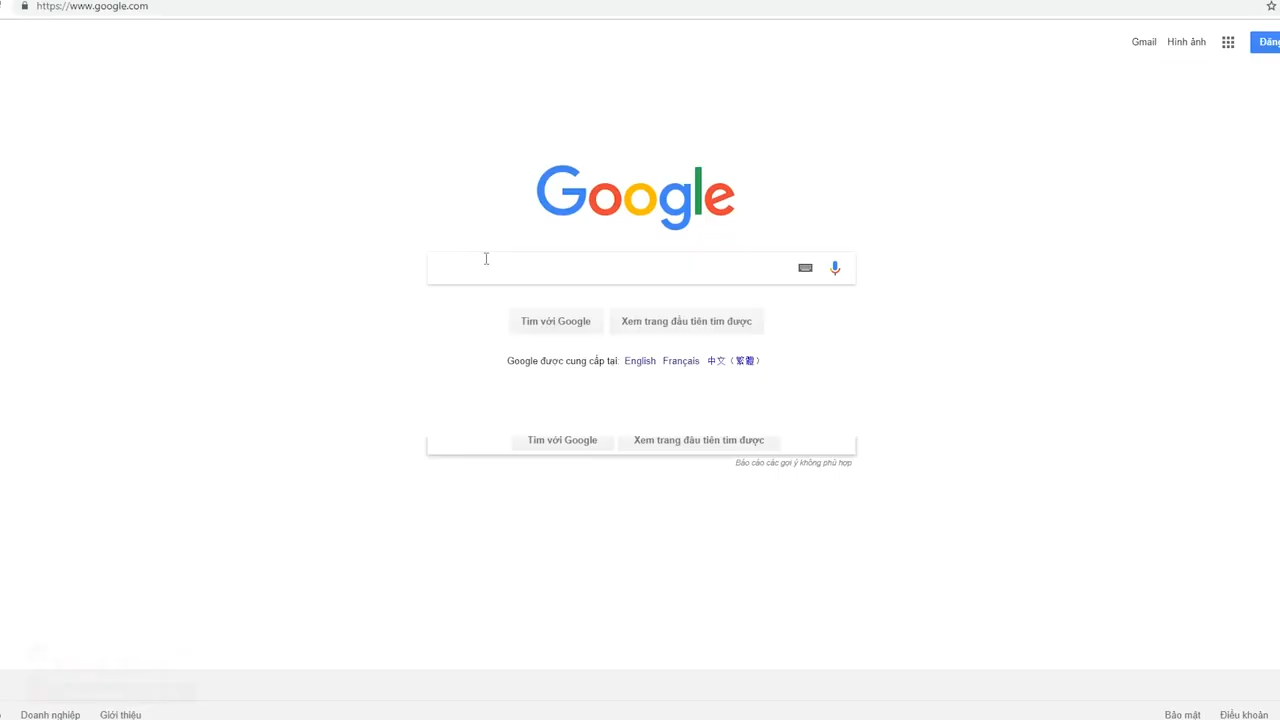 https://www.google.com
Gmail Hình ảnh
Google
Tìm với Google Xem trang đầu tiên tìm được
Google được cung cấp tại: English Français 中文（繁體）
Tìm với Google Xem trang đầu tiên tìm được
Báo cáo các gợi ý không phù hợp
Doanh nghiệp Giới thiệu Bảo mật Điều khoản